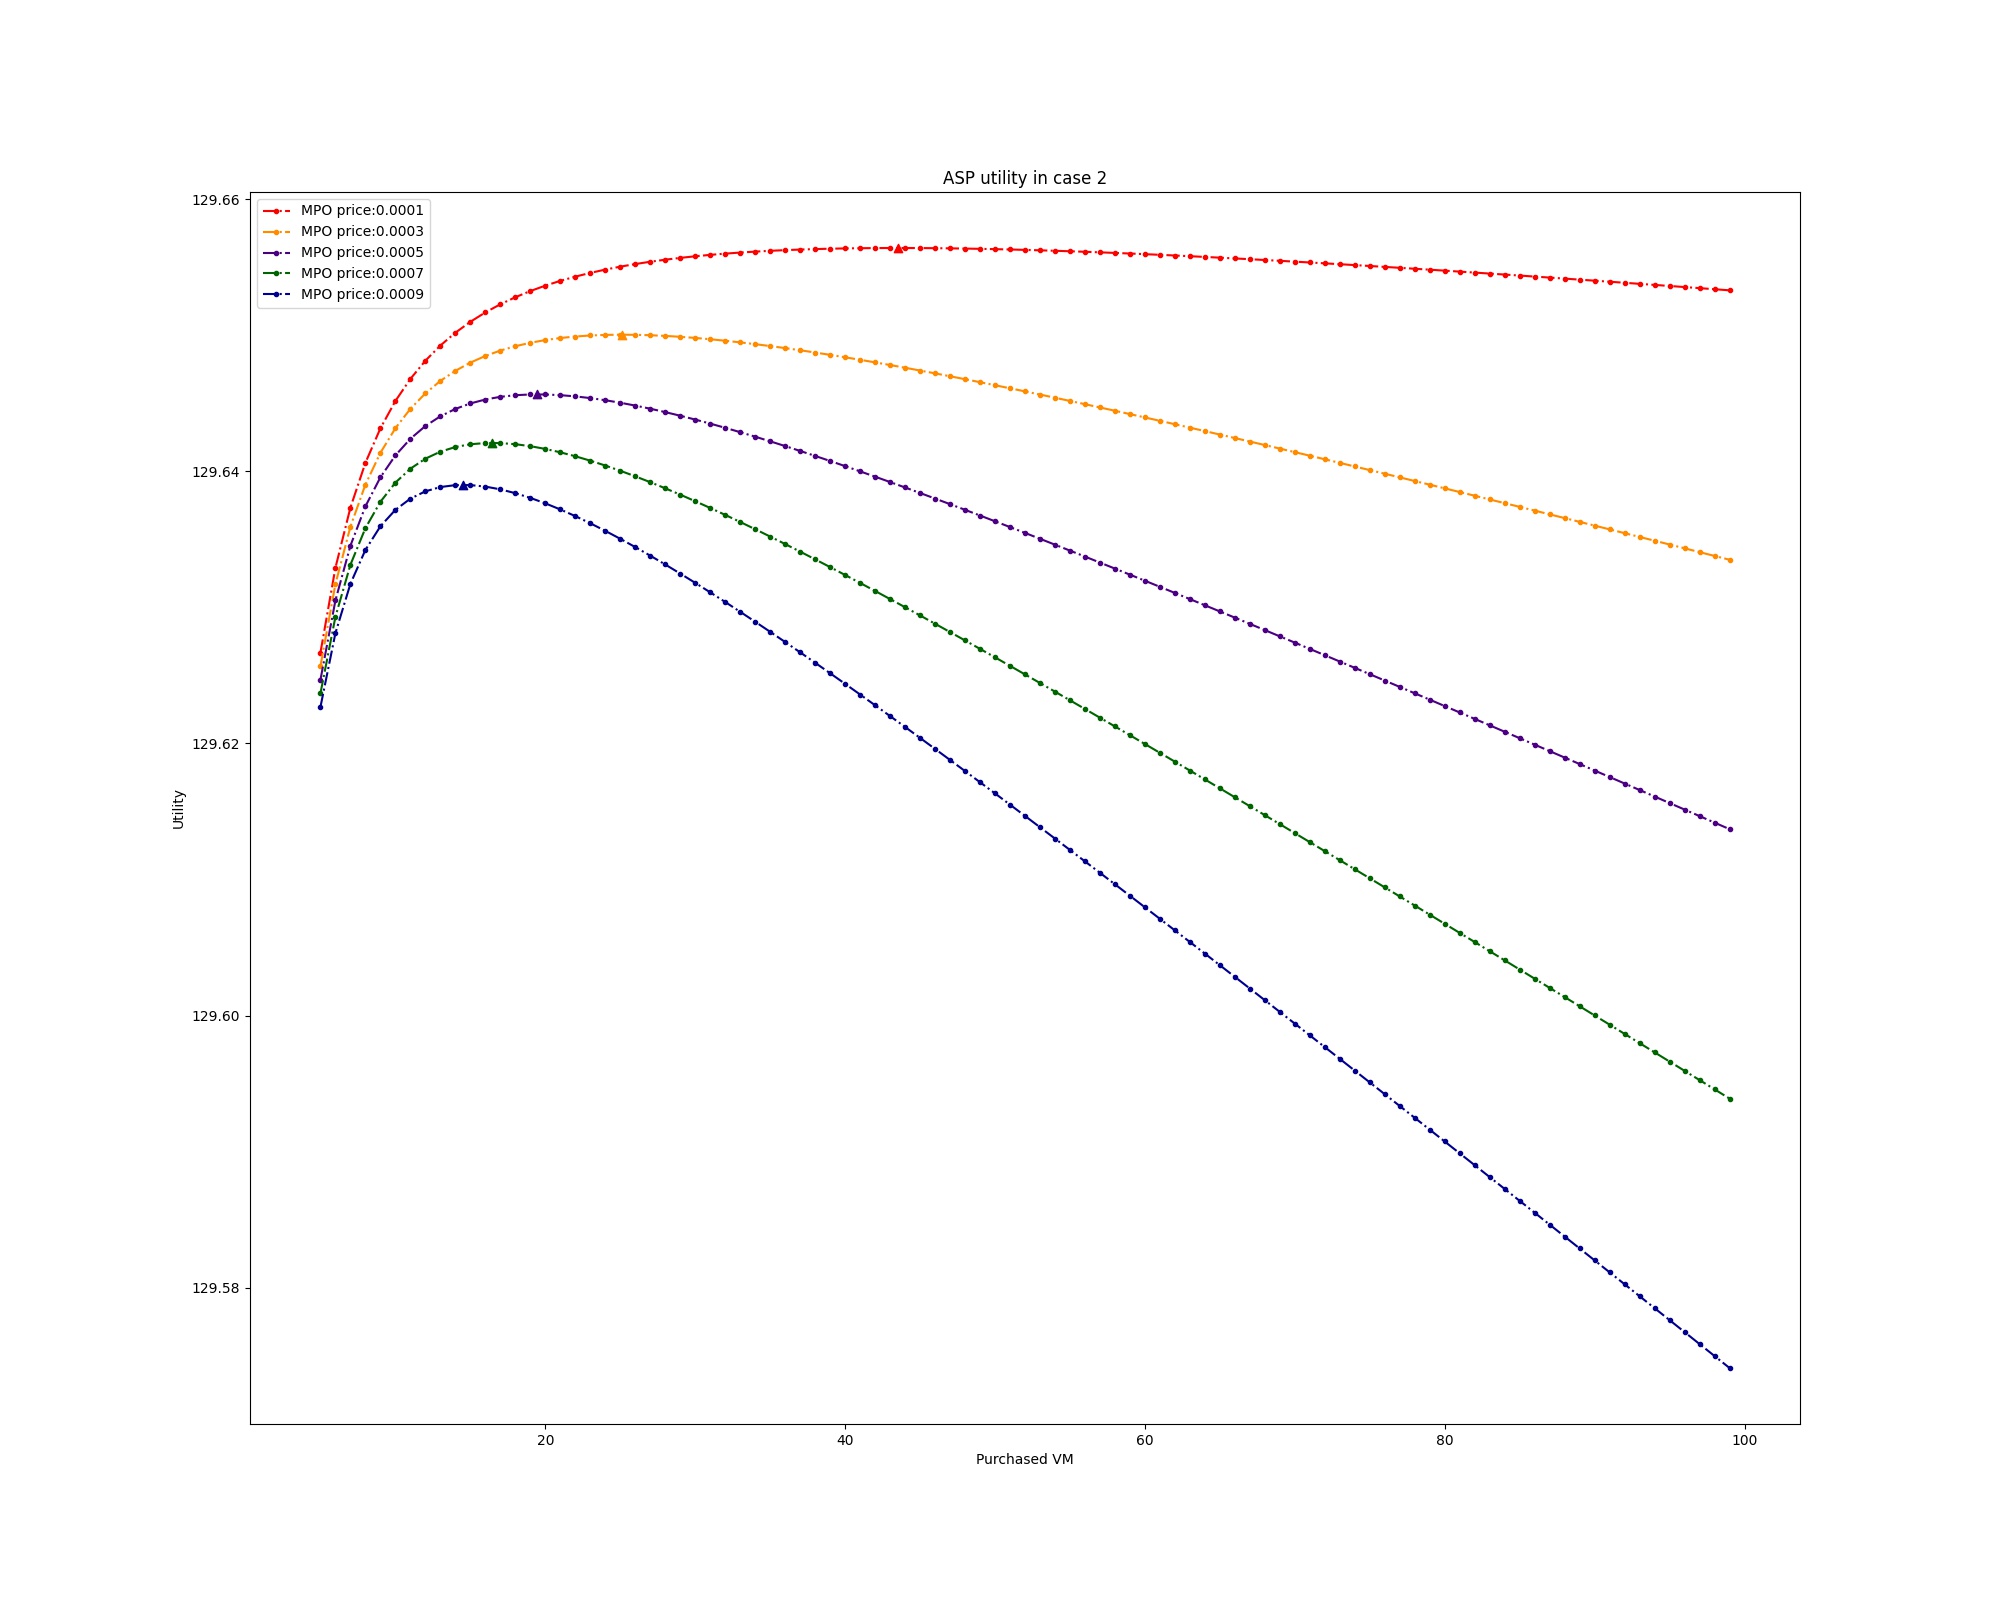 ASP utility in case 2
129.66
129.64
129.62
129.60
129.58
Utility
MPO price:0.0001
MPO price:0.0003
MPO price:0.0005
MPO price:0.0007
MPO price:0.0009
20 40 60 80 100
Purchased VM